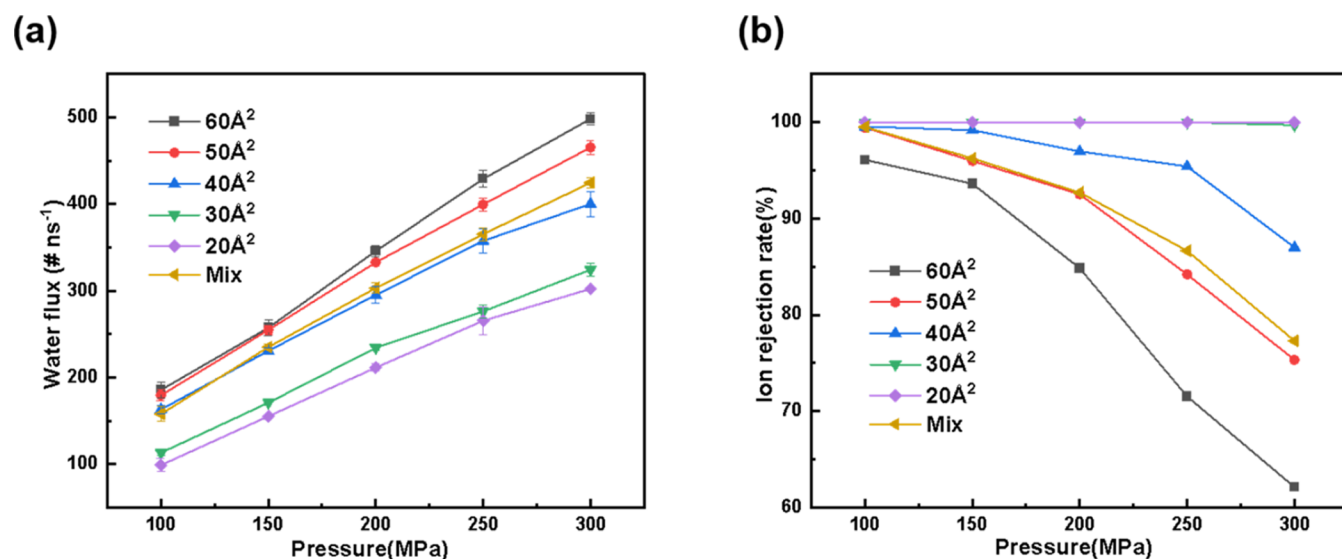 (a)
Water flux (# ns⁻¹)
500
400
300
200
100
60Å²
50Å²
40Å²
30Å²
20Å²
Mix
100 150 200 250 300
Pressure(MPa)
(b)
Ion rejection rate(%)
100
90
80
70
60
60Å²
50Å²
40Å²
30Å²
20Å²
Mix
100 150 200 250 300
Pressure(MPa)